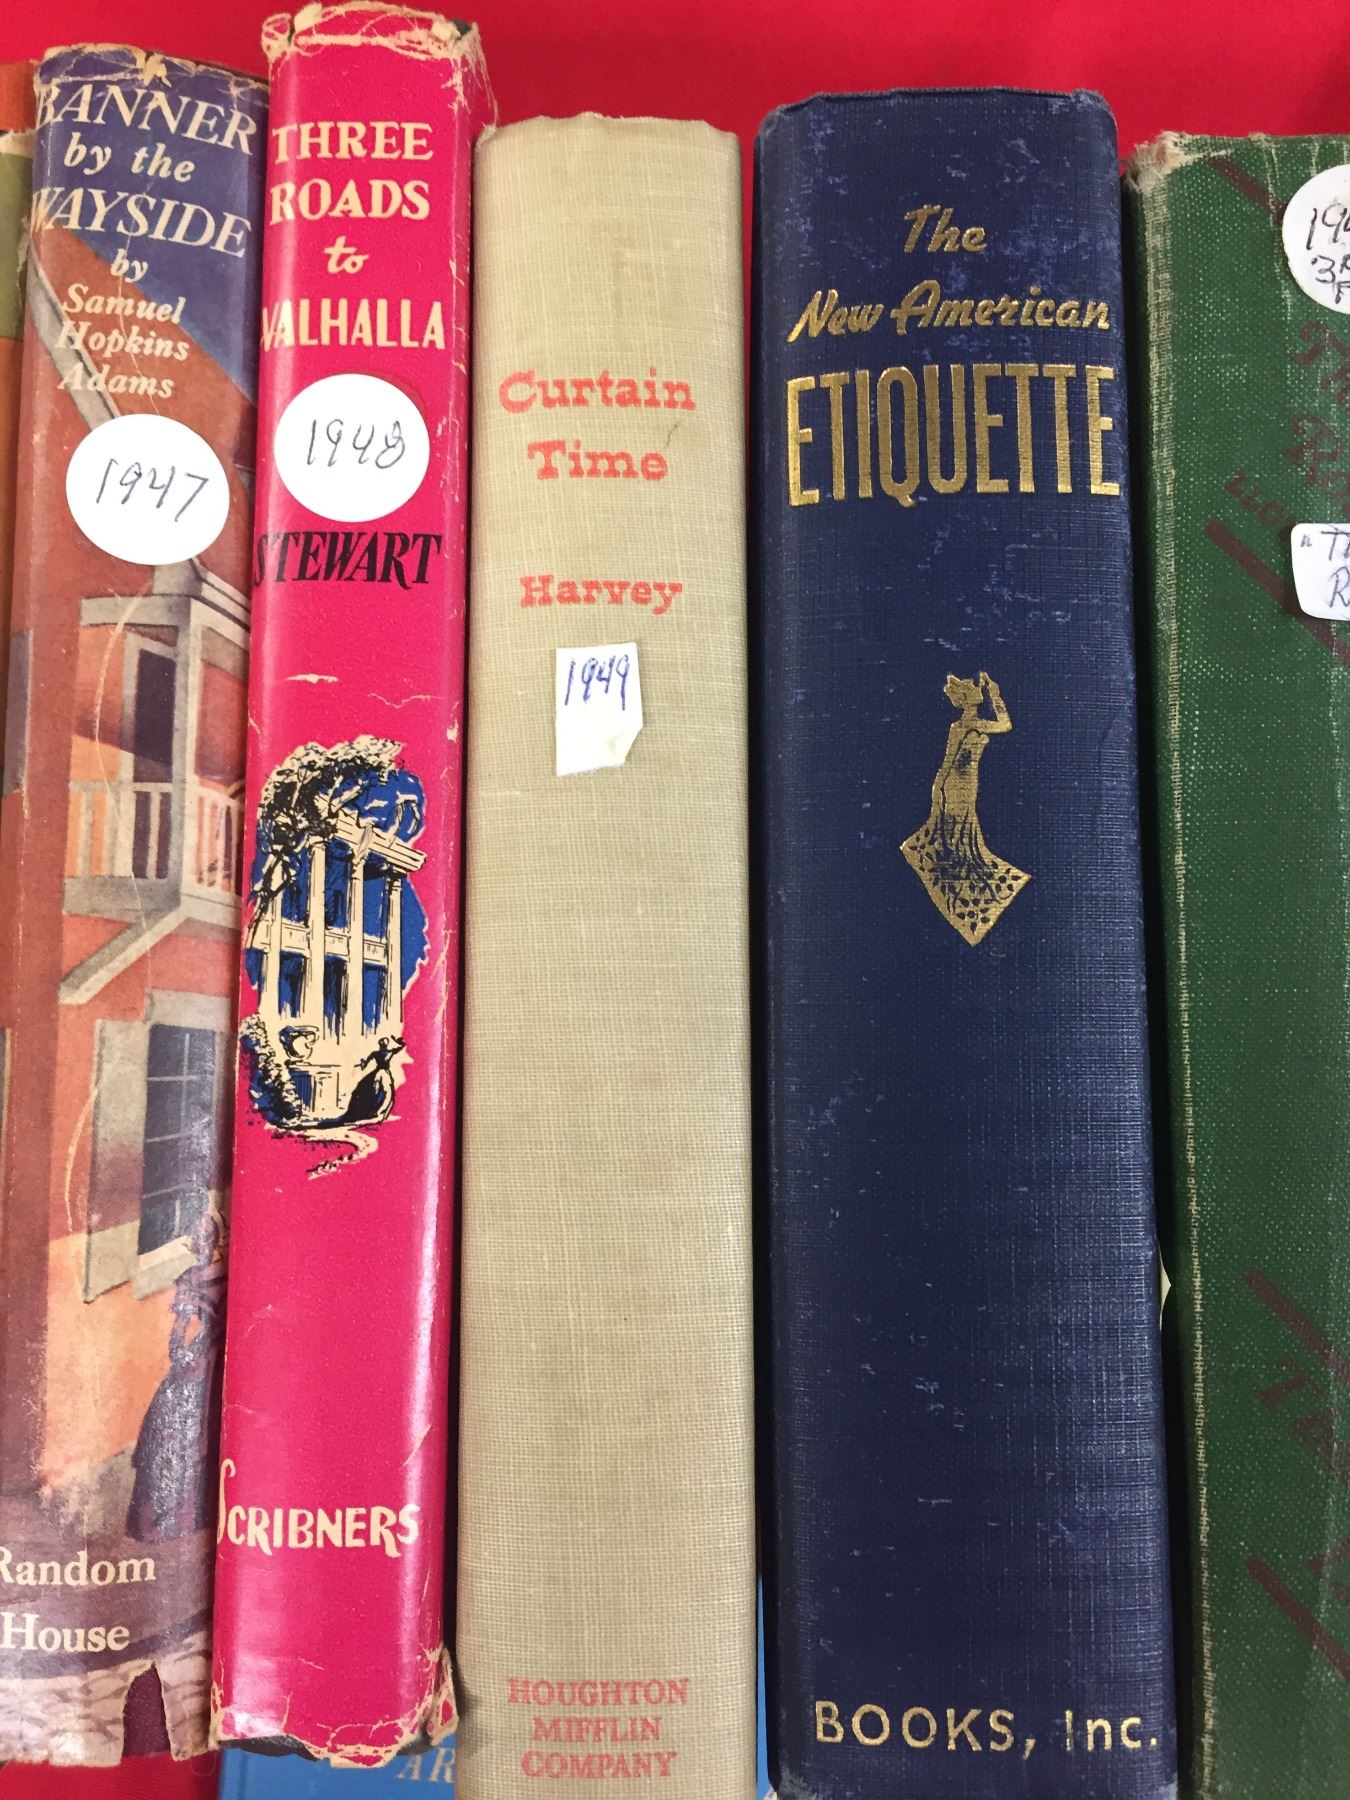 BANNER
by the
WAYSIDE
by
Samuel
Hopkins
Adams
1947
Random
House
THREE
ROADS
to
VALHALLA
1948
STEWART
SCRIBNERS
Curtain
Time
Harvey
1949
HOUGHTON
MIFFLIN
COMPANY
The
New American
ETIQUETTE
BOOKS, Inc.
AR